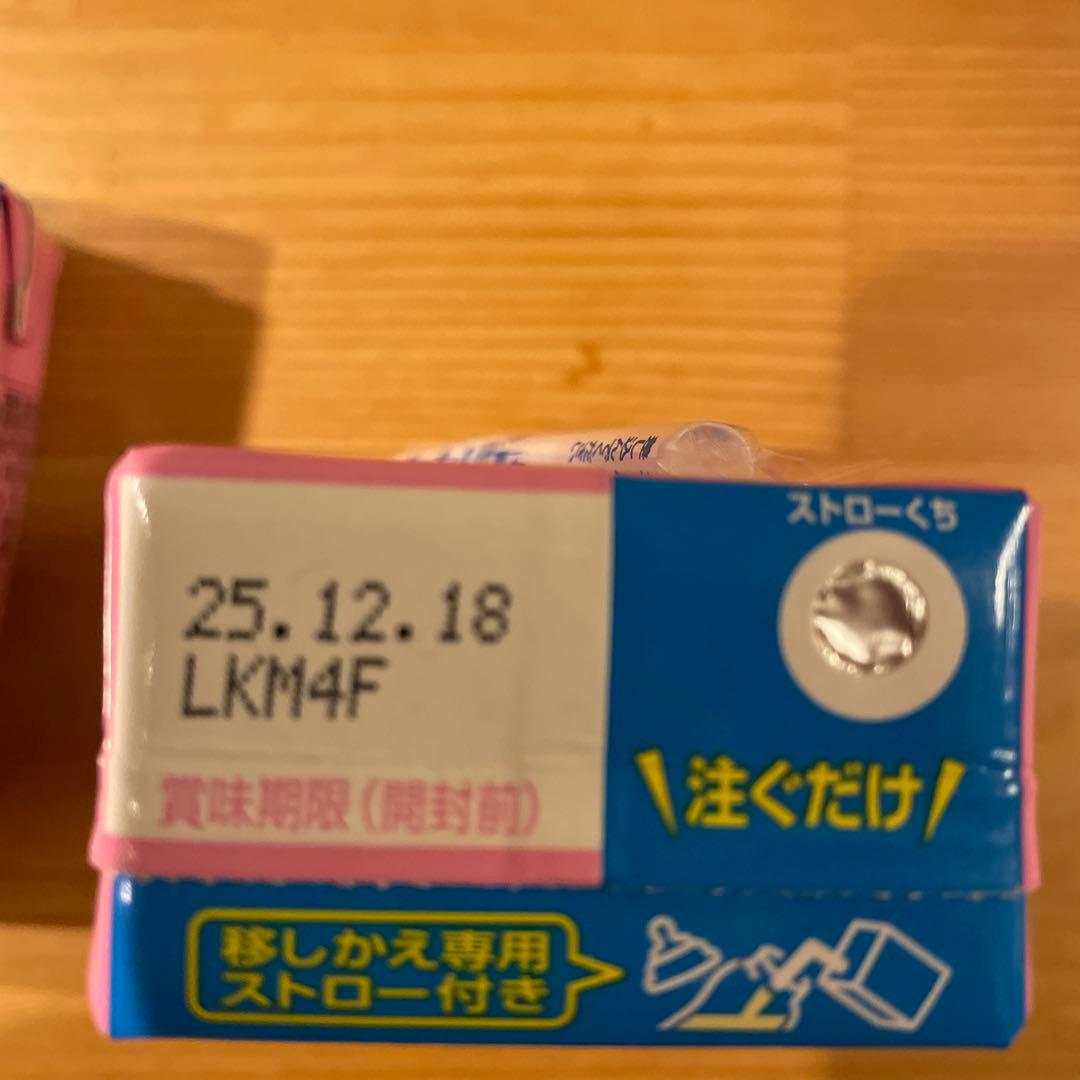 ストローくち
25.12.18
LKM4F
賞味期限(開封前)
注ぐだけ
移しかえ専用
ストロー付き